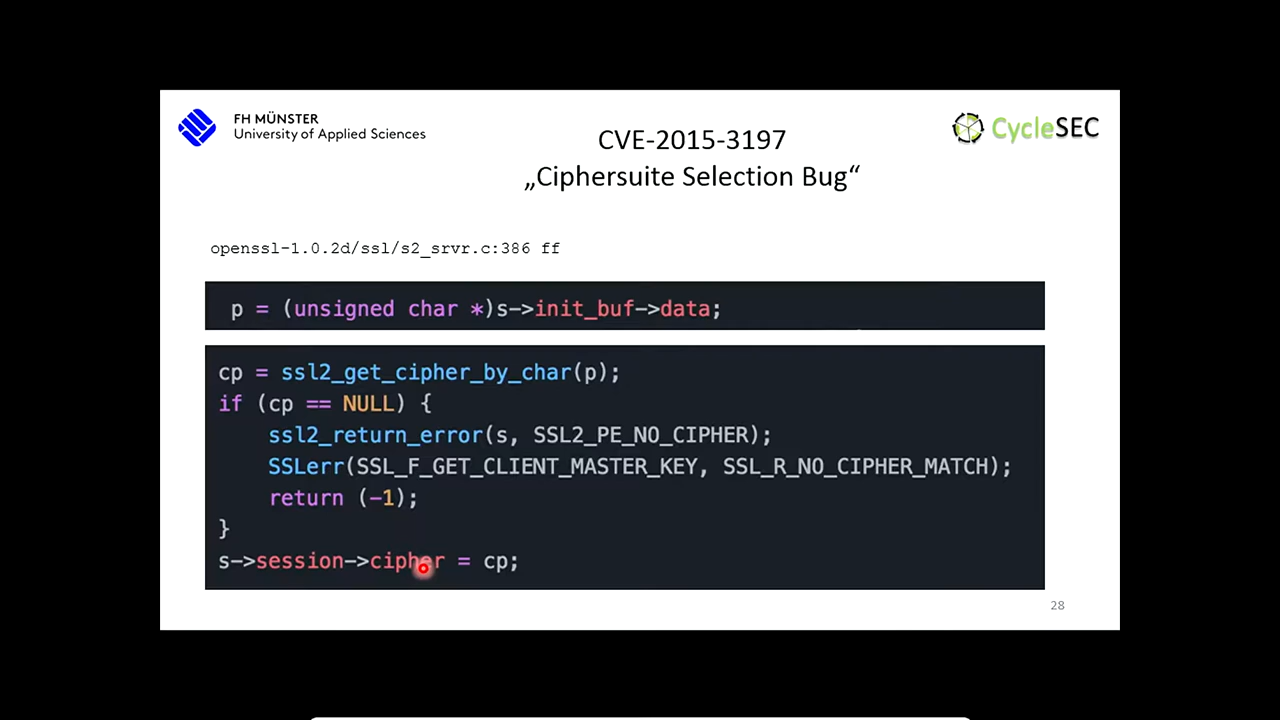 FH MÜNSTER
University of Applied Sciences
CycleSEC
CVE-2015-3197
„Ciphersuite Selection Bug“
openssl-1.0.2d/ssl/s2_srvr.c:386 ff
p = (unsigned char *)s->init_buf->data;
cp = ssl2_get_cipher_by_char(p);
if (cp == NULL) {
ssl2_return_error(s, SSL2_PE_NO_CIPHER);
SSLerr(SSL_F_GET_CLIENT_MASTER_KEY, SSL_R_NO_CIPHER_MATCH);
return (-1);
}
s->session->cipher = cp;
28